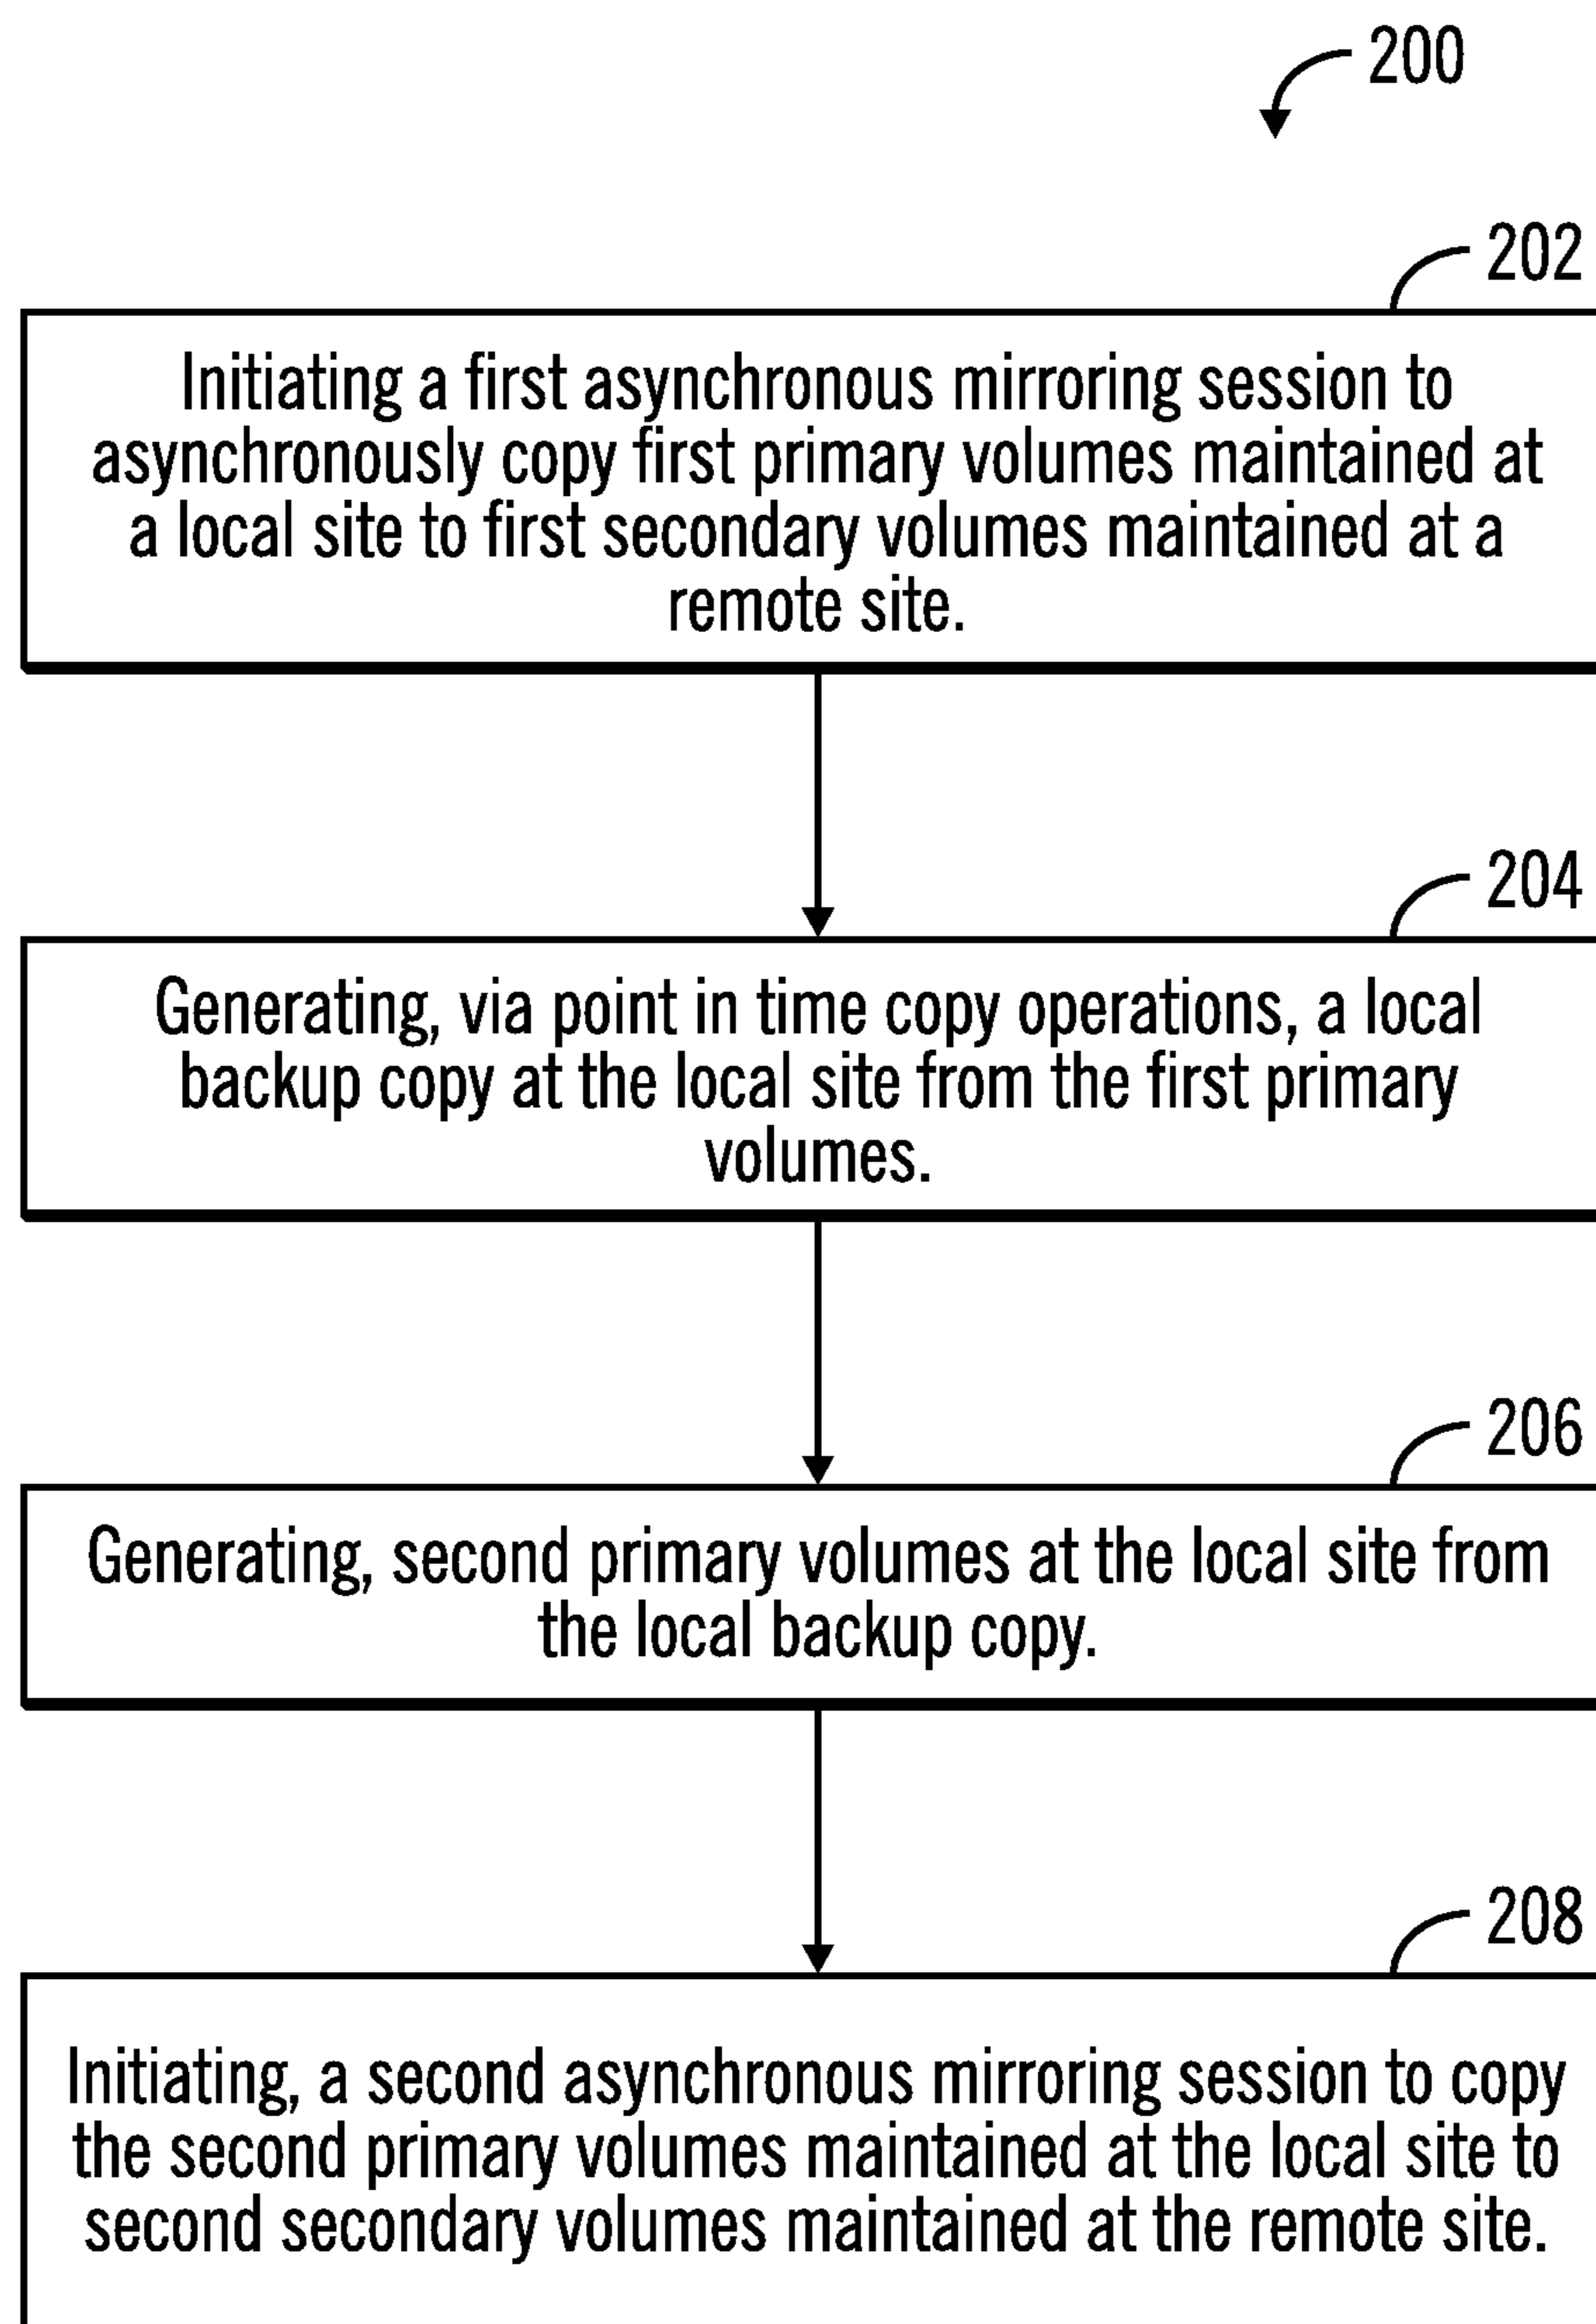 200
202
Initiating a first asynchronous mirroring session to
asynchronously copy first primary volumes maintained at
a local site to first secondary volumes maintained at a
remote site.
204
Generating, via point in time copy operations, a local
backup copy at the local site from the first primary
volumes.
206
Generating, second primary volumes at the local site from
the local backup copy.
208
Initiating, a second asynchronous mirroring session to copy
the second primary volumes maintained at the local site to
second secondary volumes maintained at the remote site.